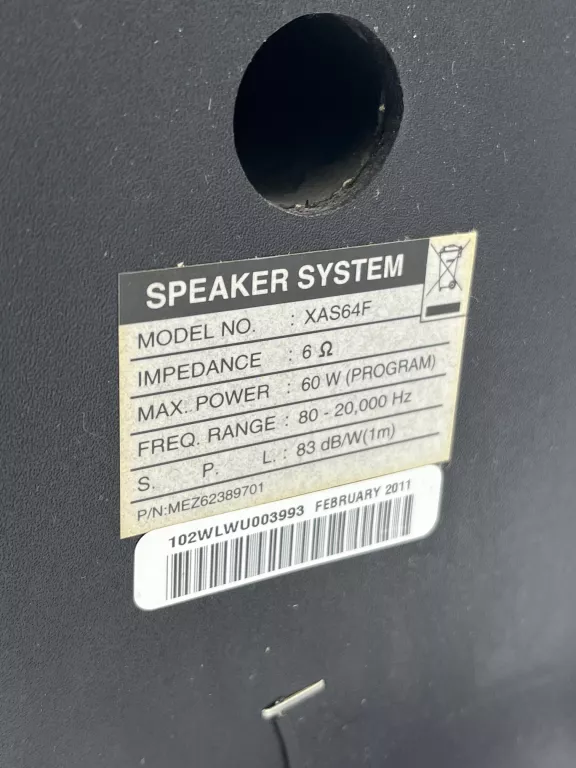 SPEAKER SYSTEM
MODEL NO. : XAS64F
IMPEDANCE : 6 Ω
MAX. POWER : 60 W (PROGRAM)
FREQ. RANGE : 80 - 20,000 Hz
S. P. L. : 83 dB/W(1m)
P/N:MEZ62389701
102WLWU003993 FEBRUARY 2011